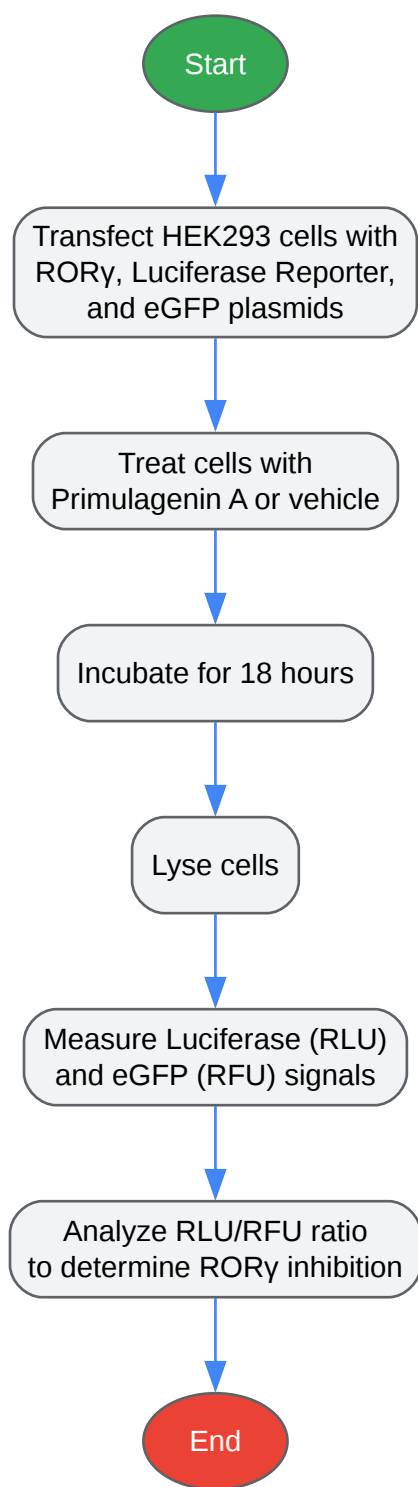 Start
Transfect HEK293 cells with
RORγ, Luciferase Reporter,
and eGFP plasmids
Treat cells with
Primulagenin A or vehicle
Incubate for 18 hours
Lyse cells
Measure Luciferase (RLU)
and eGFP (RFU) signals
Analyze RLU/RFU ratio
to determine RORγ inhibition
End